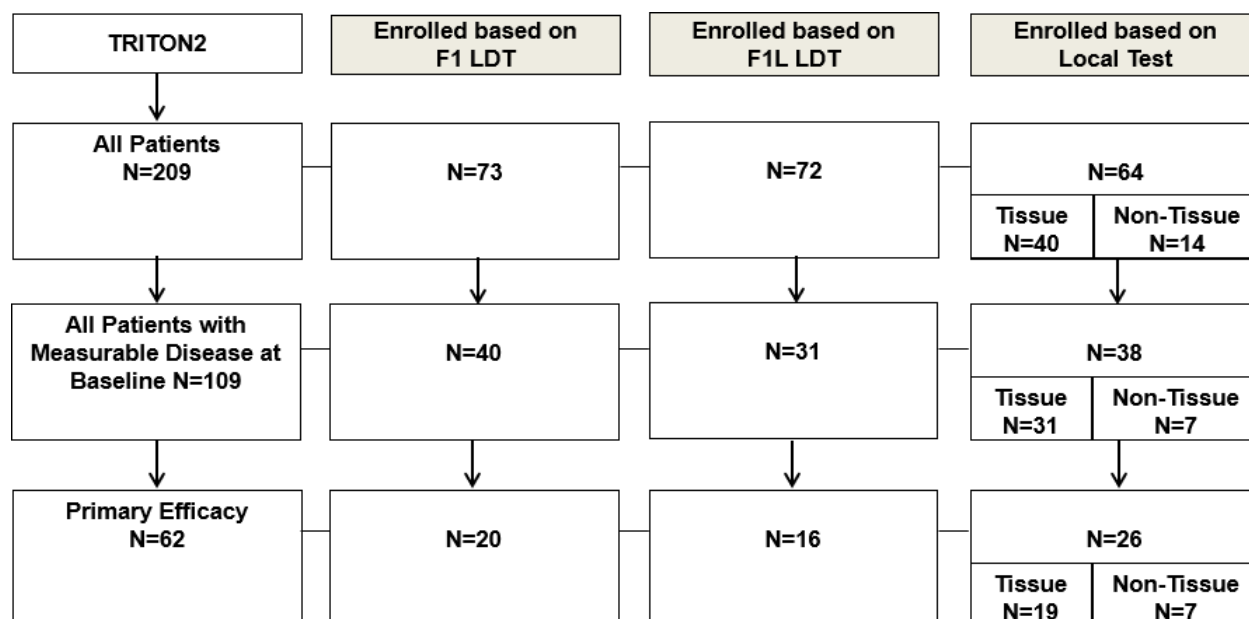 TRITON2
Enrolled based on
F1 LDT
Enrolled based on
F1L LDT
Enrolled based on
Local Test
All Patients
N=209
N=73
N=72
N=64
Tissue
N=40
Non-Tissue
N=14
All Patients with
Measurable Disease at
Baseline N=109
N=40
N=31
N=38
Tissue
N=31
Non-Tissue
N=7
Primary Efficacy
N=62
N=20
N=16
N=26
Tissue
N=19
Non-Tissue
N=7